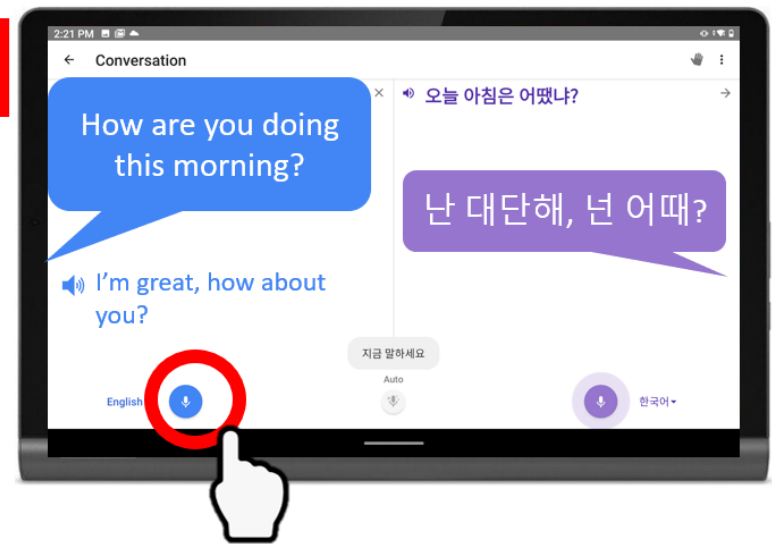 2:21 PM
Conversation
How are you doing
this morning?
오늘 아침은 어땠냐?
난 대단해, 넌 어때?
I'm great, how about
you?
지금 말하세요
Auto
English
한국어